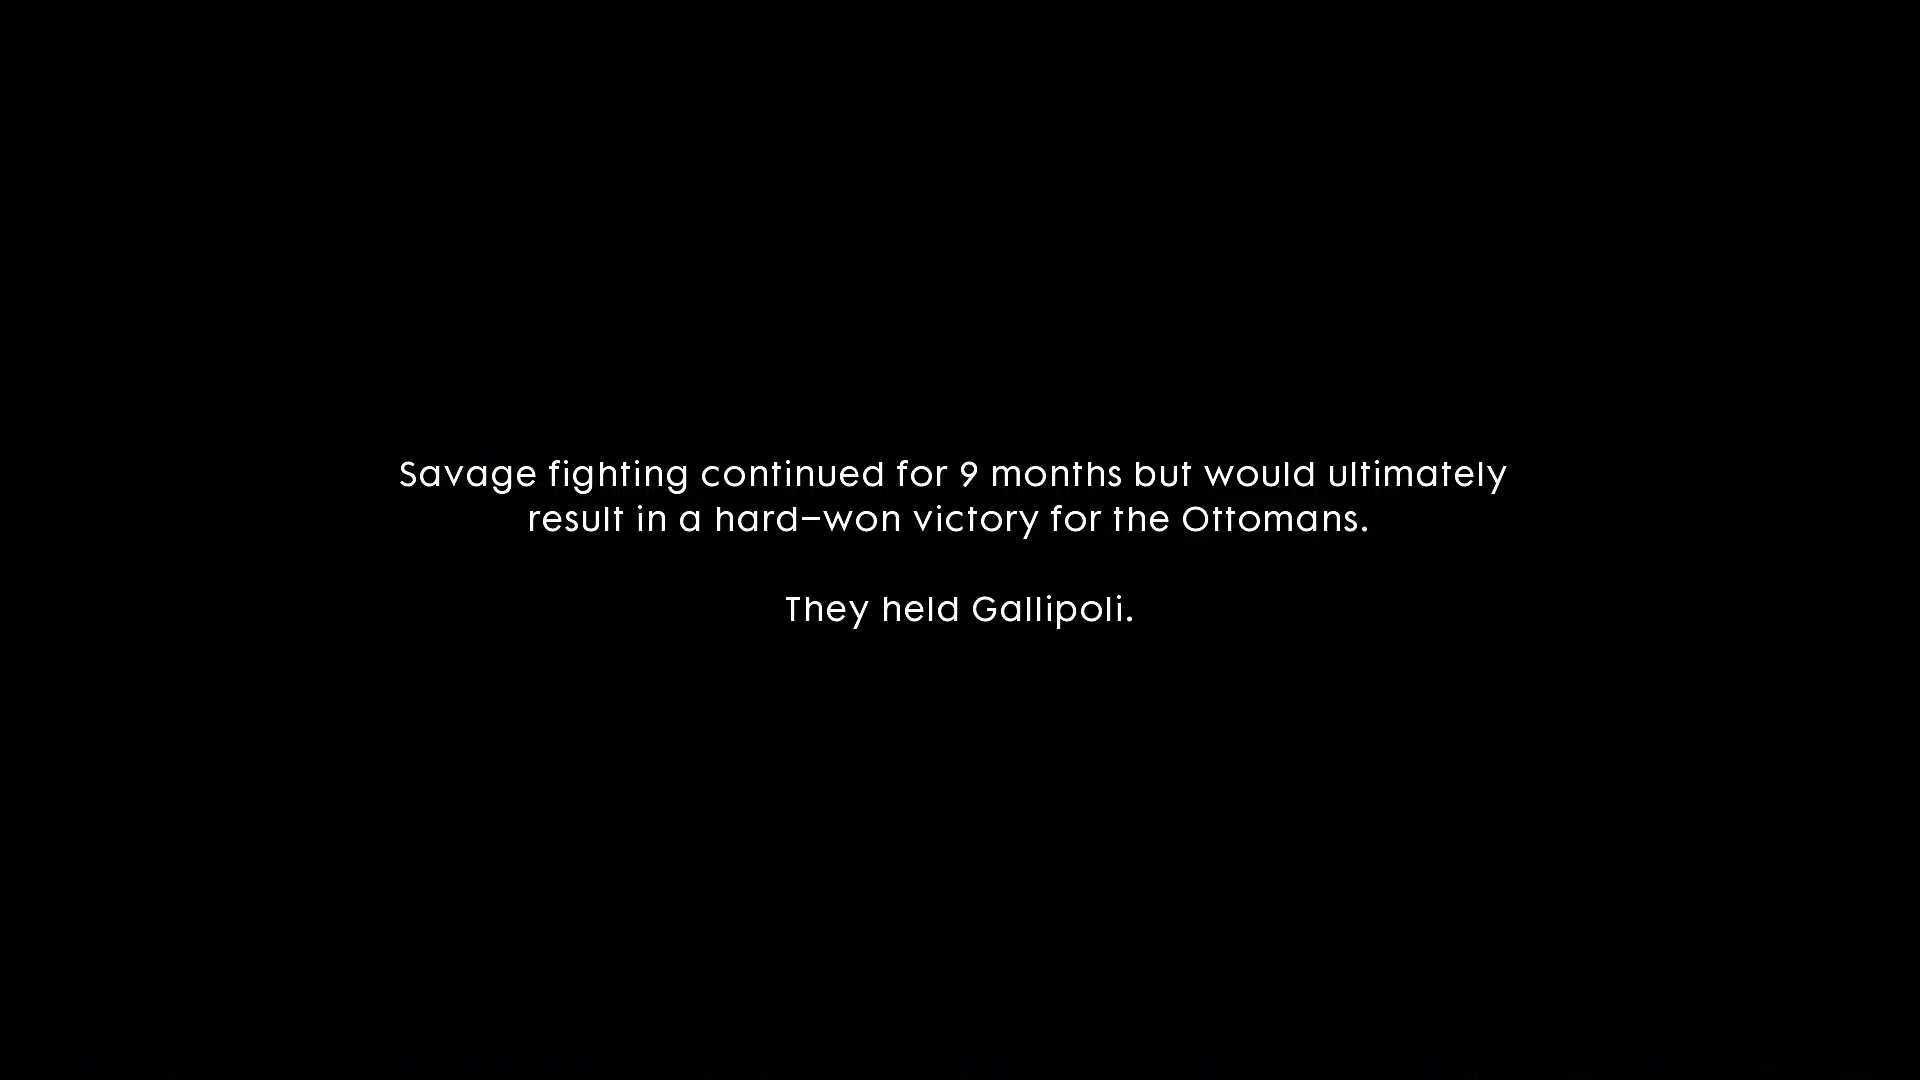 Savage fighting continued for 9 months but would ultimately
result in a hard–won victory for the Ottomans.
They held Gallipoli.